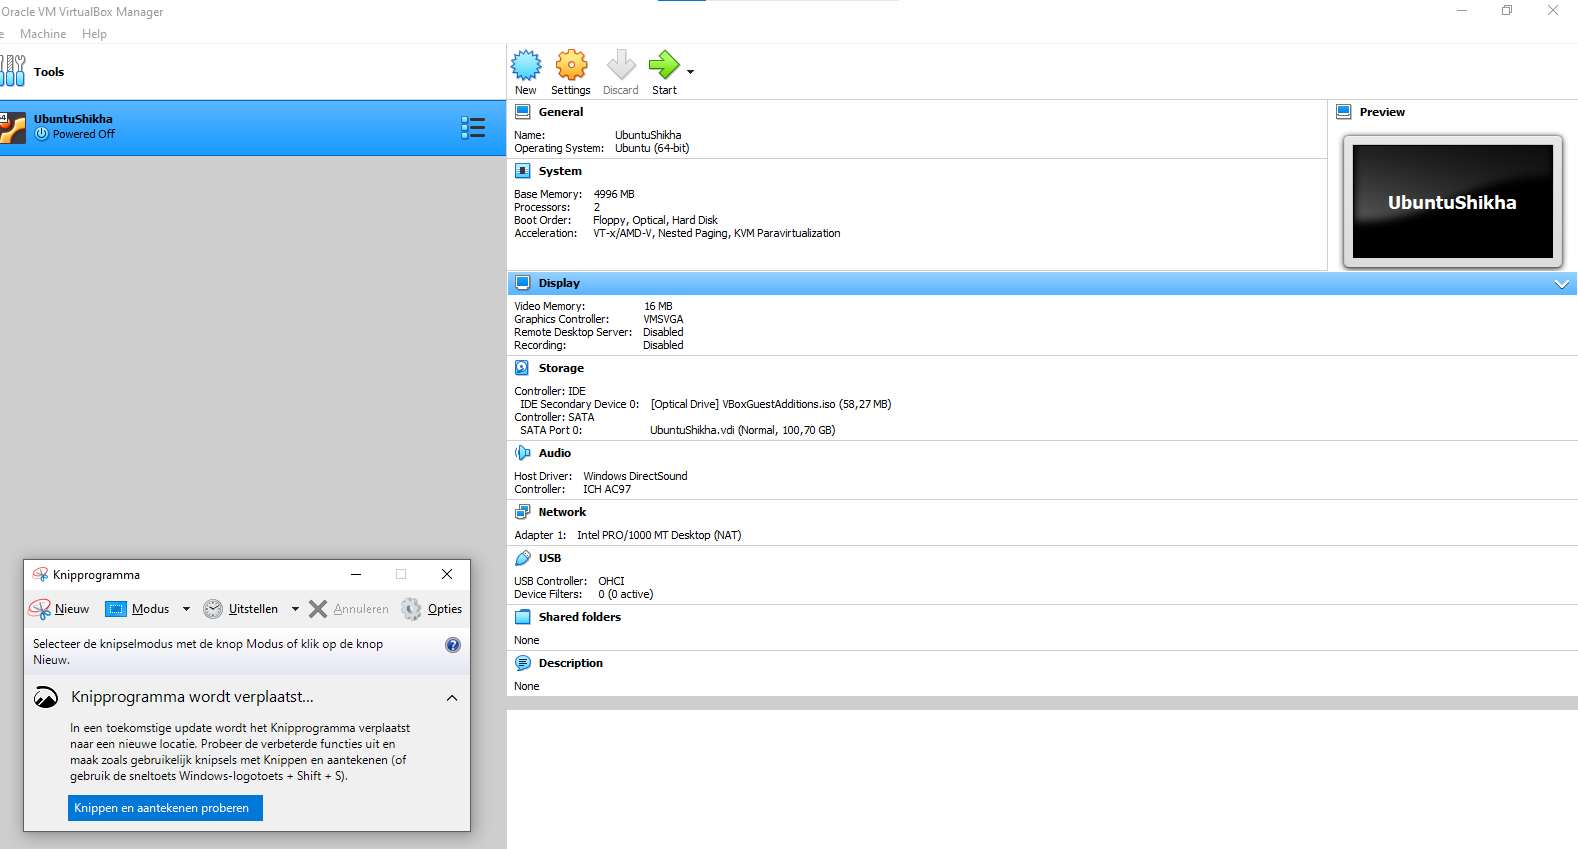 Oracle VM VirtualBox Manager
e Machine Help
Tools
UbuntuShikha
Powered Off
New Settings Discard Start
General
Name: UbuntuShikha
Operating System: Ubuntu (64-bit)
Preview
UbuntuShikha
System
Base Memory: 4996 MB
Processors: 2
Boot Order: Floppy, Optical, Hard Disk
Acceleration: VT-x/AMD-V, Nested Paging, KVM Paravirtualization
Display
Video Memory: 16 MB
Graphics Controller: VMSVGA
Remote Desktop Server: Disabled
Recording: Disabled
Storage
Controller: IDE
IDE Secondary Device 0: [Optical Drive] VBoxGuestAdditions.iso (58,27 MB)
Controller: SATA
SATA Port 0: UbuntuShikha.vdi (Normal, 100,70 GB)
Audio
Host Driver: Windows DirectSound
Controller: ICH AC97
Network
Adapter 1: Intel PRO/1000 MT Desktop (NAT)
USB
USB Controller: OHCI
Device Filters: 0 (0 active)
Shared folders
None
Description
None
Knipprogramma
Nieuw Modus Uitstellen Annuleren Opties
Selecteer de knipselmodus met de knop Modus of klik op de knop
Nieuw.
Knipprogramma wordt verplaatst...
In een toekomstige update wordt het Knipprogramma verplaatst
naar een nieuwe locatie. Probeer de verbeterde functies uit en
maak zoals gebruikelijk knipsels met Knippen en aantekenen (of
gebruik de sneltoets Windows-logotoets + Shift + S).
Knippen en aantekenen proberen